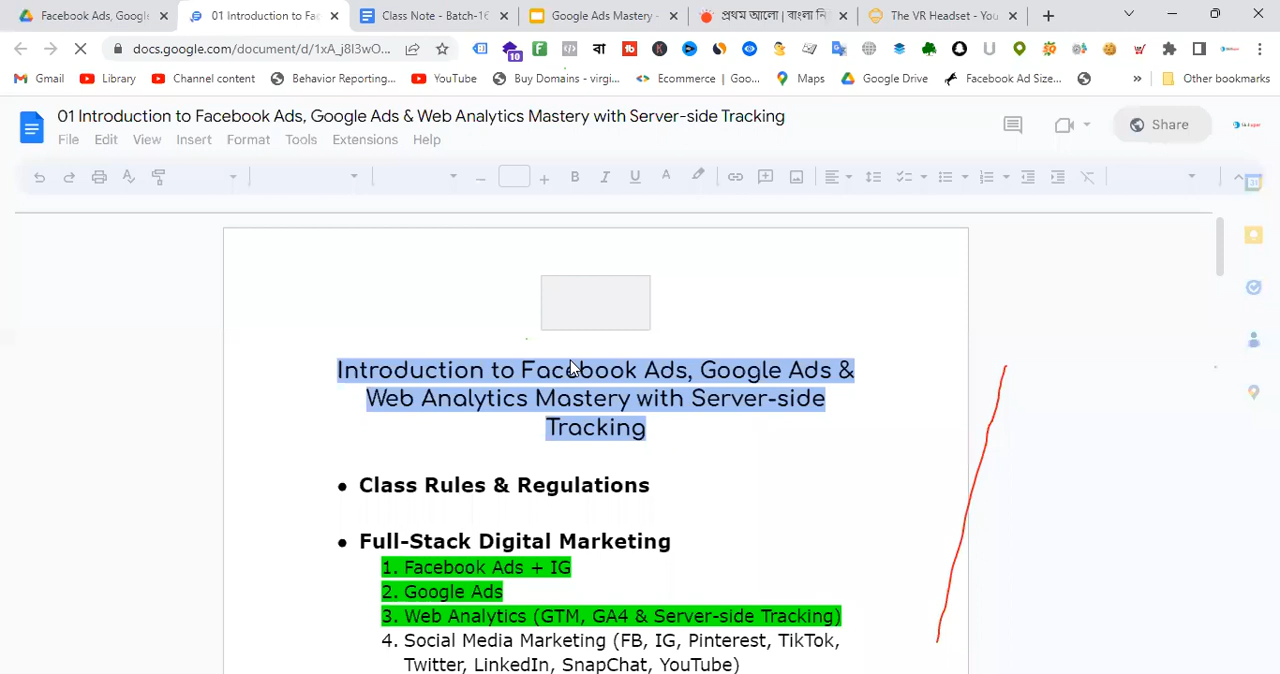 Facebook Ads, Googl
01 Introduction to Fa
Class Note - Batch-16
Google Ads Mastery -
প্রথম আলো | বাংলা নি
The VR Headset - You
docs.google.com/document/d/1xA_j8I3wO...
10
Gmail
Library
Channel content
Behavior Reporting...
YouTube
Buy Domains - virgi...
Ecommerce | Goo...
Maps
Google Drive
Facebook Ad Size...
Other bookmarks
01 Introduction to Facebook Ads, Google Ads & Web Analytics Mastery with Server-side Tracking
File Edit View Insert Format Tools Extensions Help
Share
Introduction to Facebook Ads, Google Ads &
Web Analytics Mastery with Server-side
Tracking
• Class Rules & Regulations
• Full-Stack Digital Marketing
1. Facebook Ads + IG
2. Google Ads
3. Web Analytics (GTM, GA4 & Server-side Tracking)
4. Social Media Marketing (FB, IG, Pinterest, TikTok,
Twitter, LinkedIn, SnapChat, YouTube)